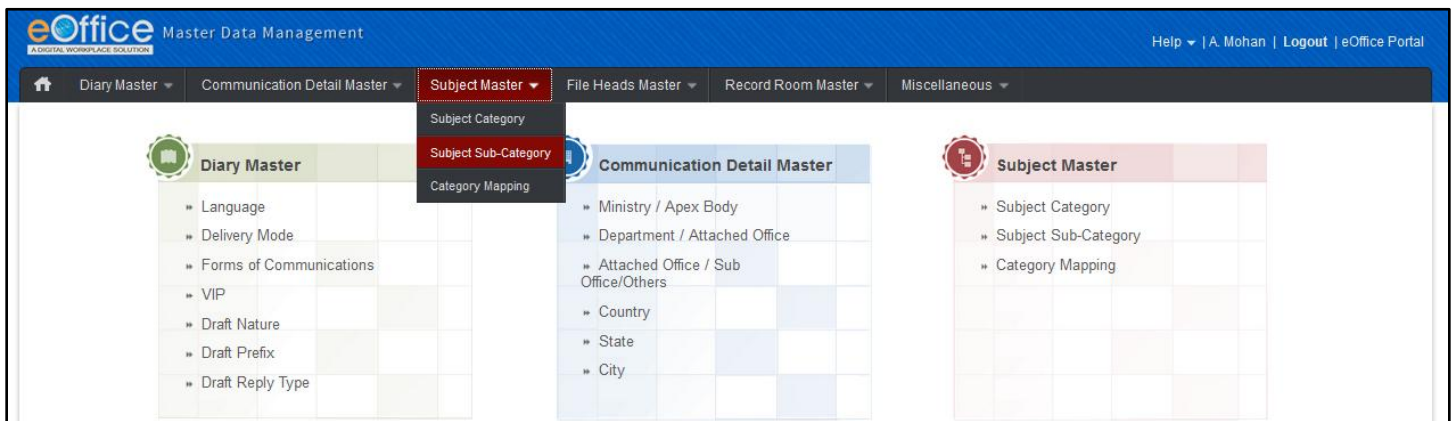 eOffice Master Data Management
A DIGITAL WORKPLACE SOLUTION
Help | A. Mohan | Logout | eOffice Portal
Diary Master Communication Detail Master Subject Master File Heads Master Record Room Master Miscellaneous
Subject Category
Subject Sub-Category
Category Mapping
Diary Master
» Language
» Delivery Mode
» Forms of Communications
» VIP
» Draft Nature
» Draft Prefix
» Draft Reply Type
Communication Detail Master
» Ministry / Apex Body
» Department / Attached Office
» Attached Office / Sub
Office/Others
» Country
» State
» City
Subject Master
» Subject Category
» Subject Sub-Category
» Category Mapping